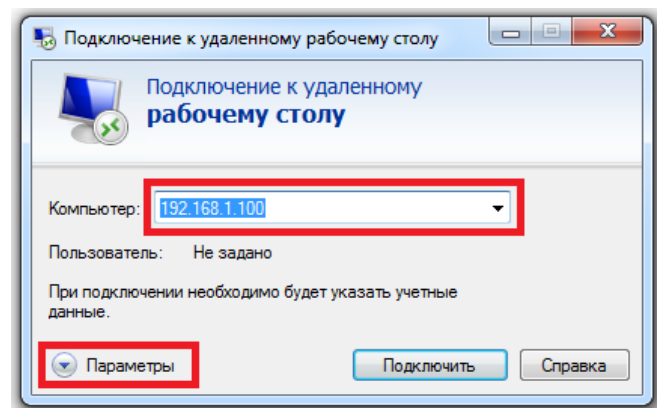 Подключение к удаленному рабочему столу
Подключение к удаленному
рабочему столу
Компьютер: 192.168.1.100
Пользователь: Не задано
При подключении необходимо будет указать учетные
данные.
Параметры Подключить Справка